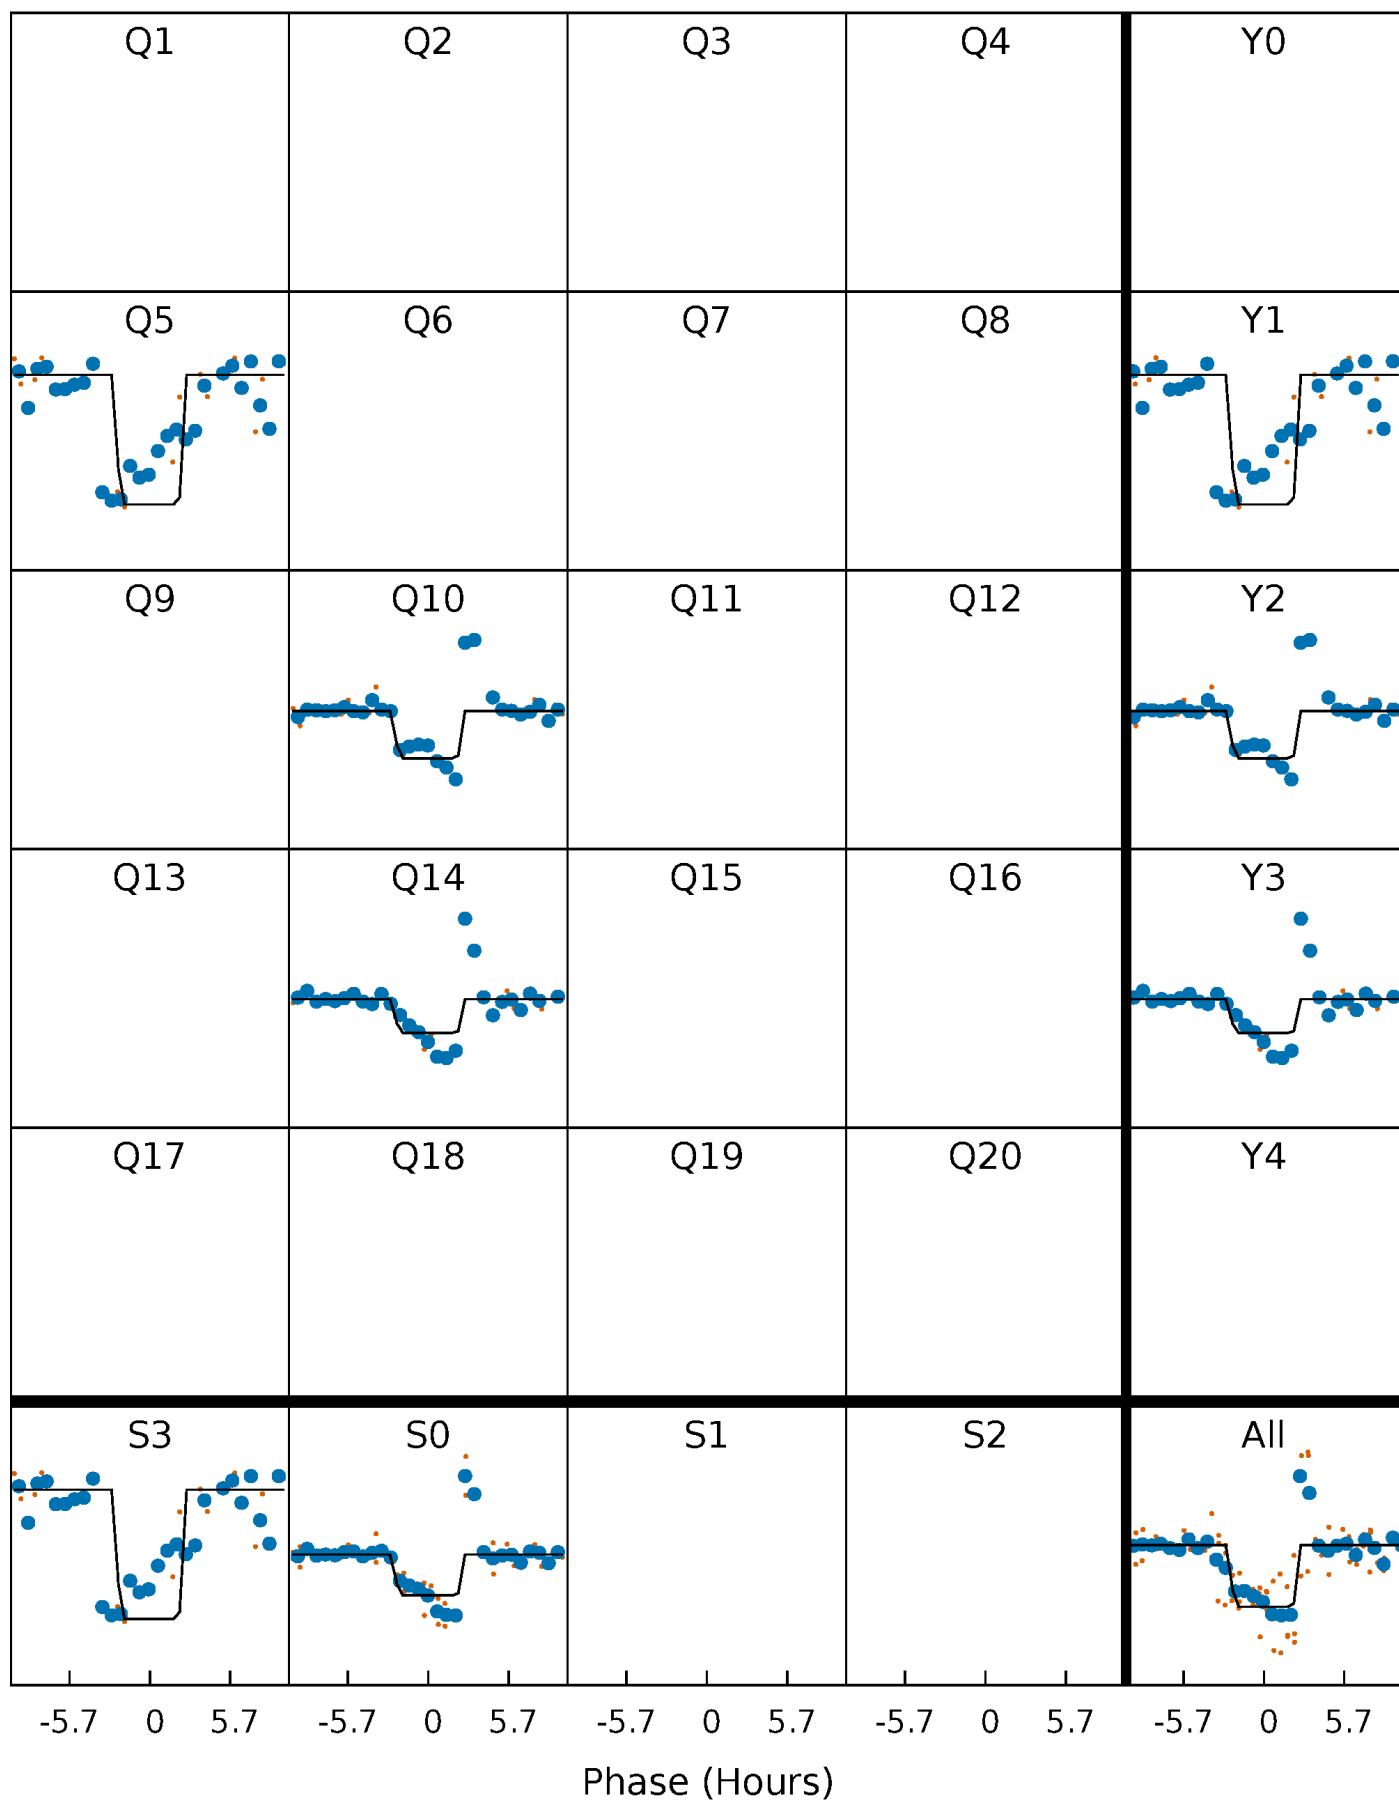 Q1 Q2 Q3 Q4 Y0
Q5 Q6 Q7 Q8 Y1
Q9 Q10 Q11 Q12 Y2
Q13 Q14 Q15 Q16 Y3
Q17 Q18 Q19 Q20 Y4
S3 S0 S1 S2 All
-5.7 0 5.7 -5.7 0 5.7 -5.7 0 5.7 -5.7 0 5.7 -5.7 0 5.7
Phase (Hours)